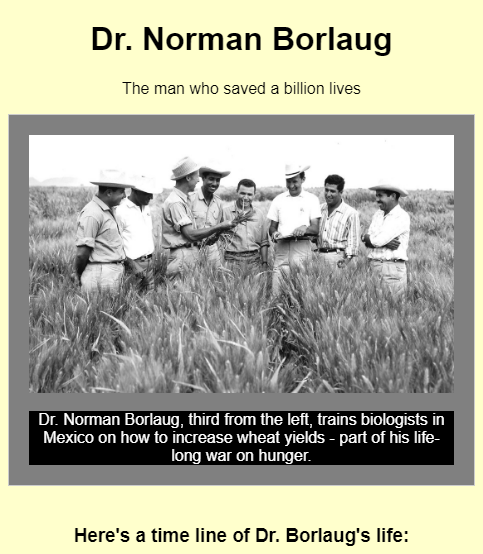 Dr. Norman Borlaug
The man who saved a billion lives
Dr. Norman Borlaug, third from the left, trains biologists in
Mexico on how to increase wheat yields - part of his life-
long war on hunger.
Here's a time line of Dr. Borlaug's life: